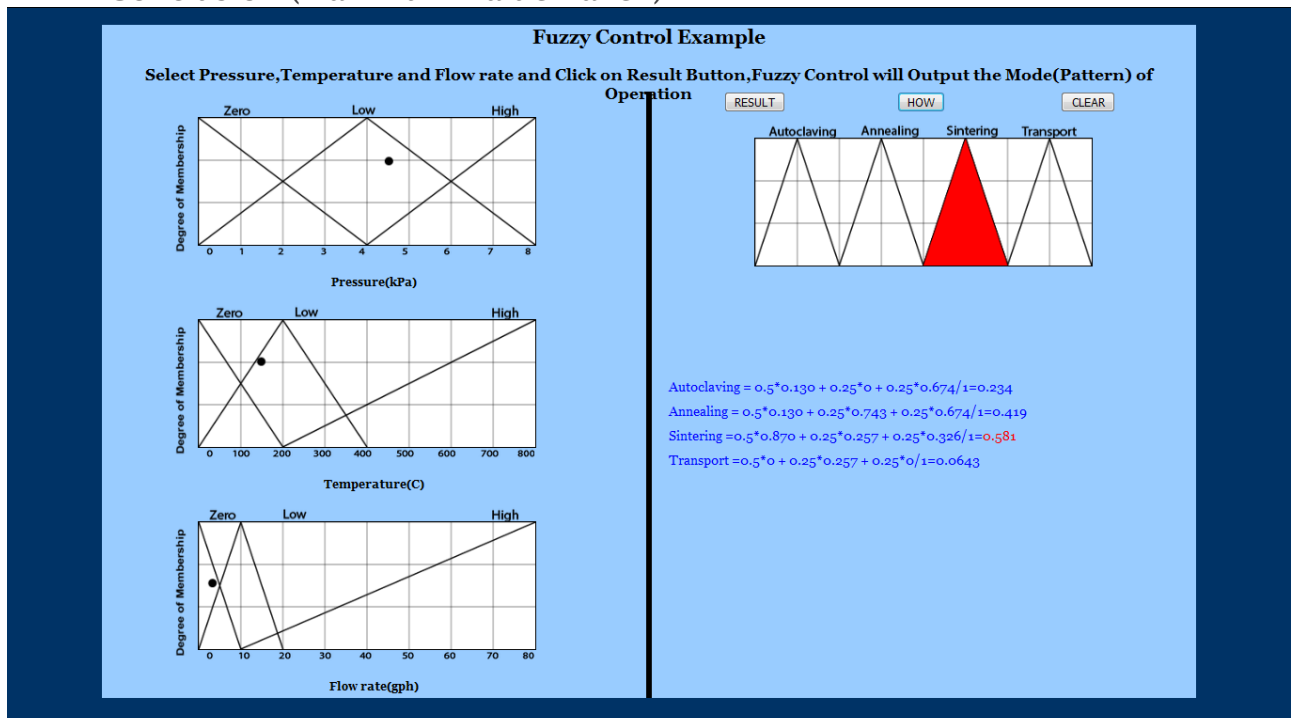 Fuzzy Control Example
Select Pressure,Temperature and Flow rate and Click on Result Button,Fuzzy Control will Output the Mode(Pattern) of
Operation
RESULT HOW CLEAR
Zero Low High
Degree of Membership
0 1 2 3 4 5 6 7 8
Pressure(kPa)
Autoclaving Annealing Sintering Transport
Zero Low High
Degree of Membership
0 100 200 300 400 500 600 700 800
Temperature(C)
Autoclaving = 0.5*0.130 + 0.25*0 + 0.25*0.674/1=0.234
Annealing = 0.5*0.130 + 0.25*0.743 + 0.25*0.674/1=0.419
Sintering =0.5*0.870 + 0.25*0.257 + 0.25*0.326/1=0.581
Transport =0.5*0 + 0.25*0.257 + 0.25*0/1=0.0643
Zero Low High
Degree of Membership
0 10 20 30 40 50 60 70 80
Flow rate(gph)